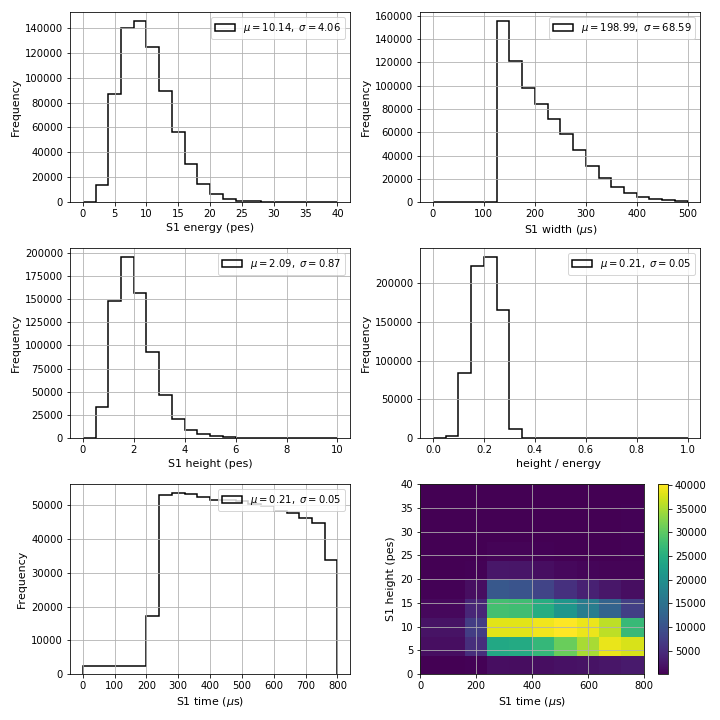 μ = 10.14, σ = 4.06
Frequency
140000
120000
100000
80000
60000
40000
20000
0
0 5 10 15 20 25 30 35 40
S1 energy (pes)
μ = 198.99, σ = 68.59
Frequency
160000
140000
120000
100000
80000
60000
40000
20000
0
0 100 200 300 400 500
S1 width (μs)
μ = 2.09, σ = 0.87
Frequency
200000
175000
150000
125000
100000
75000
50000
25000
0
0 2 4 6 8 10
S1 height (pes)
μ = 0.21, σ = 0.05
Frequency
200000
150000
100000
50000
0
0.0 0.2 0.4 0.6 0.8 1.0
height / energy
μ = 0.21, σ = 0.05
Frequency
50000
40000
30000
20000
10000
0
0 100 200 300 400 500 600 700 800
S1 time (μs)
S1 height (pes)
40
35
30
25
20
15
10
5
0
0 200 400 600 800
S1 time (μs)
40000
35000
30000
25000
20000
15000
10000
5000